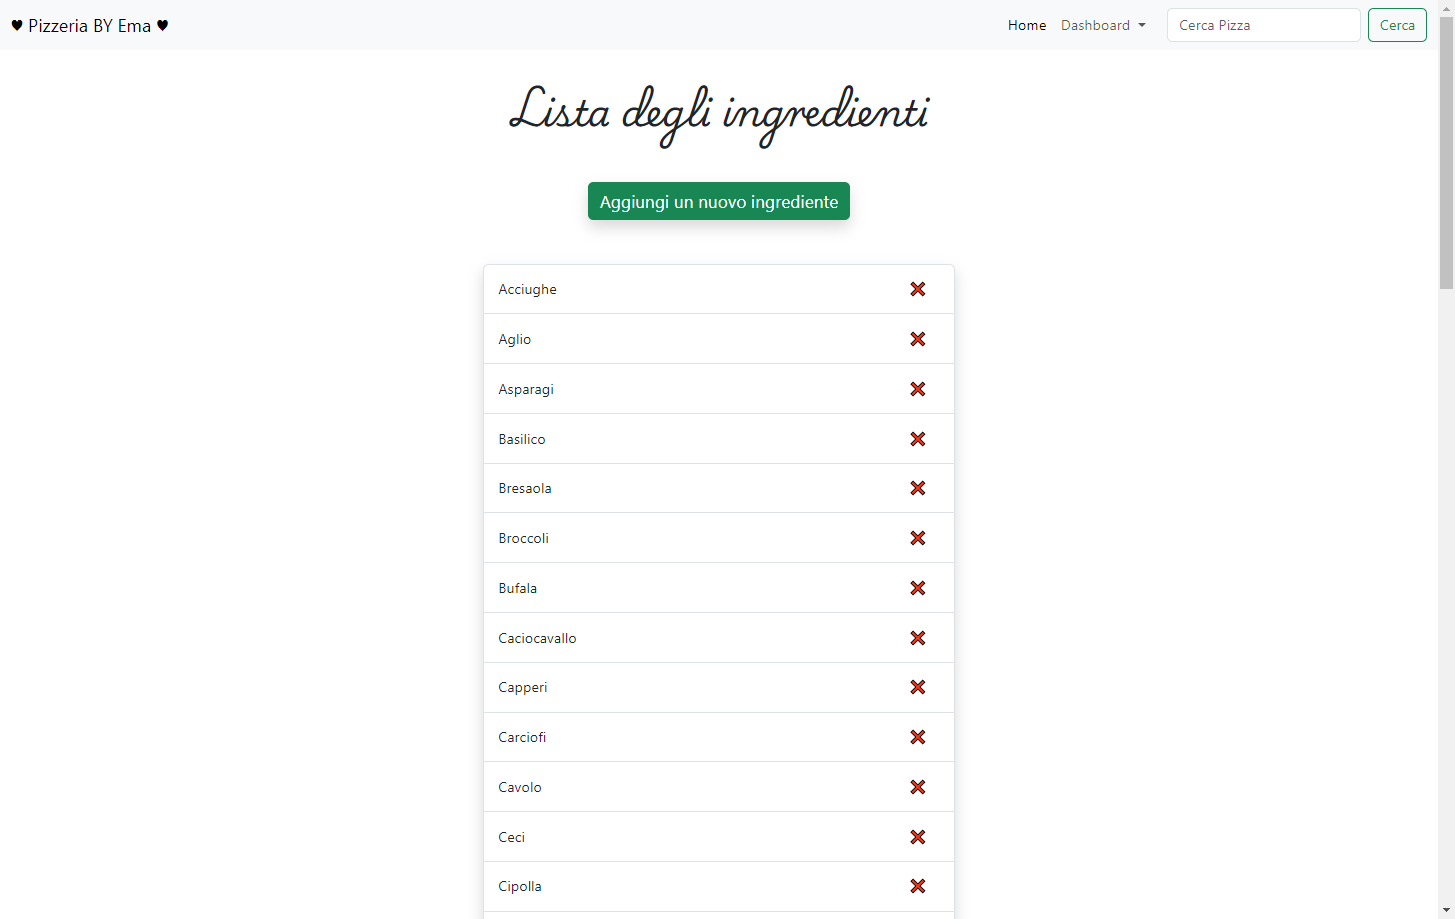 ♥ Pizzeria BY Ema ♥ Home Dashboard Cerca Pizza Cerca
Lista degli ingredienti
Aggiungi un nuovo ingrediente
Acciughe
Aglio
Asparagi
Basilico
Bresaola
Broccoli
Bufala
Caciocavallo
Capperi
Carciofi
Cavolo
Ceci
Cipolla